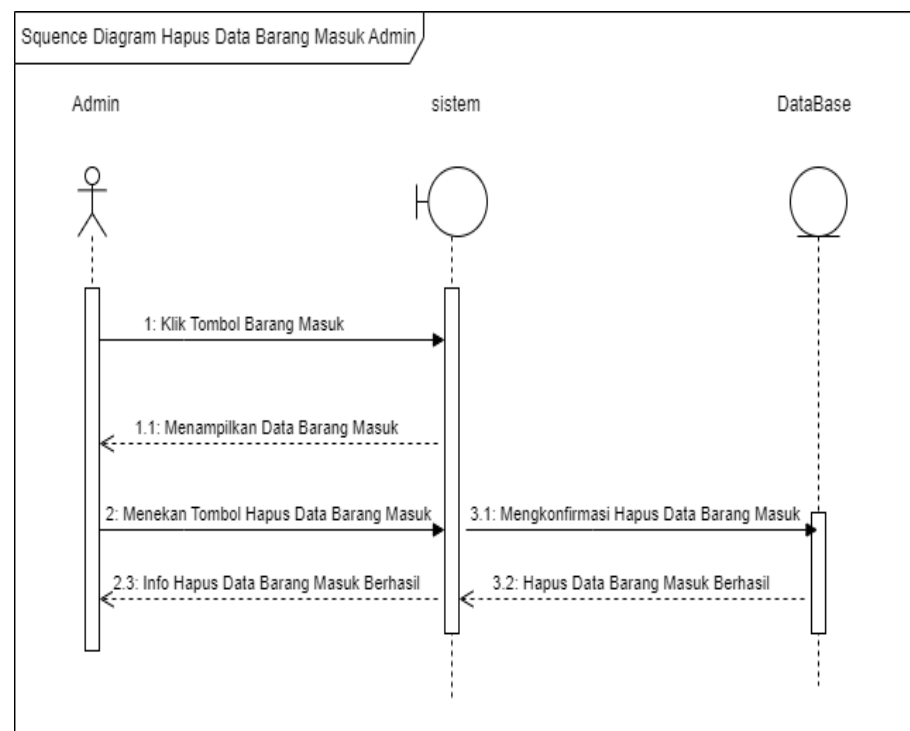 Squence Diagram Hapus Data Barang Masuk Admin
Admin
sistem
DataBase
1: Klik Tombol Barang Masuk
1.1: Menampilkan Data Barang Masuk
2: Menekan Tombol Hapus Data Barang Masuk
3.1: Mengkonfirmasi Hapus Data Barang Masuk
2.3: Info Hapus Data Barang Masuk Berhasil
3.2: Hapus Data Barang Masuk Berhasil